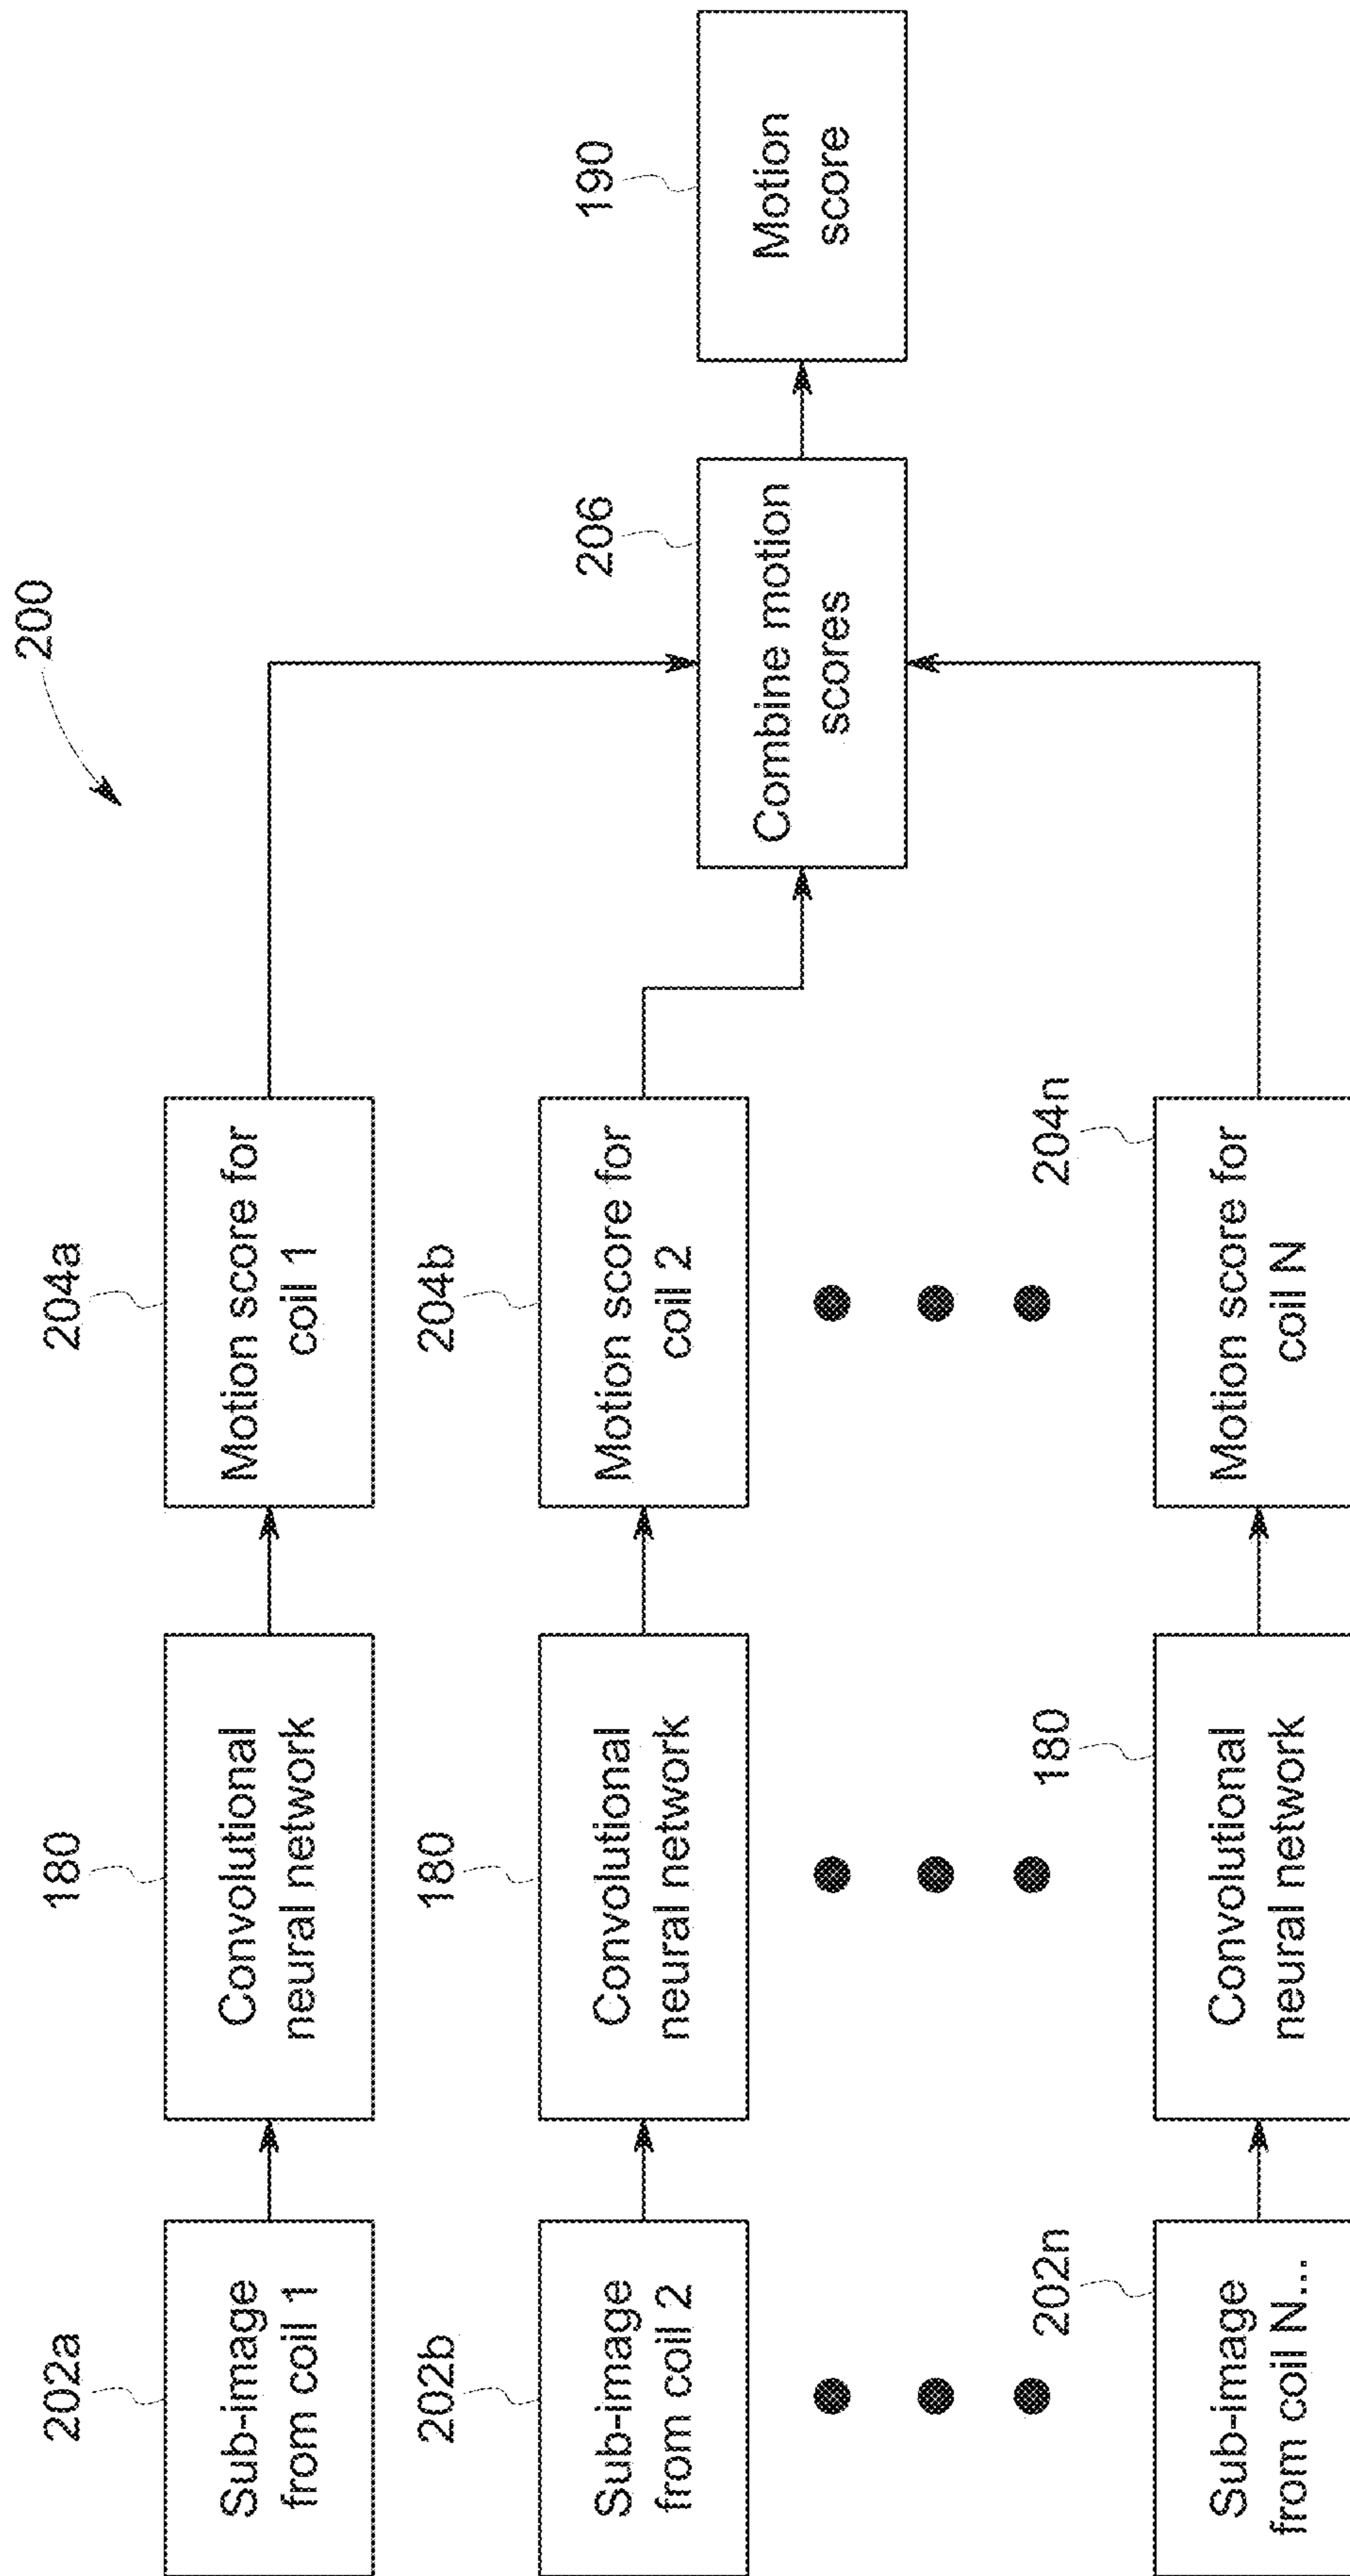 200
202a
Sub-image
from coil 1
180
Convolutional
neural network
204a
Motion score for
coil 1
202b
Sub-image
from coil 2
180
Convolutional
neural network
204b
Motion score for
coil 2
206
Combine motion
scores
190
Motion
score
202n
Sub-image
from coil N...
180
Convolutional
neural network
204n
Motion score for
coil N